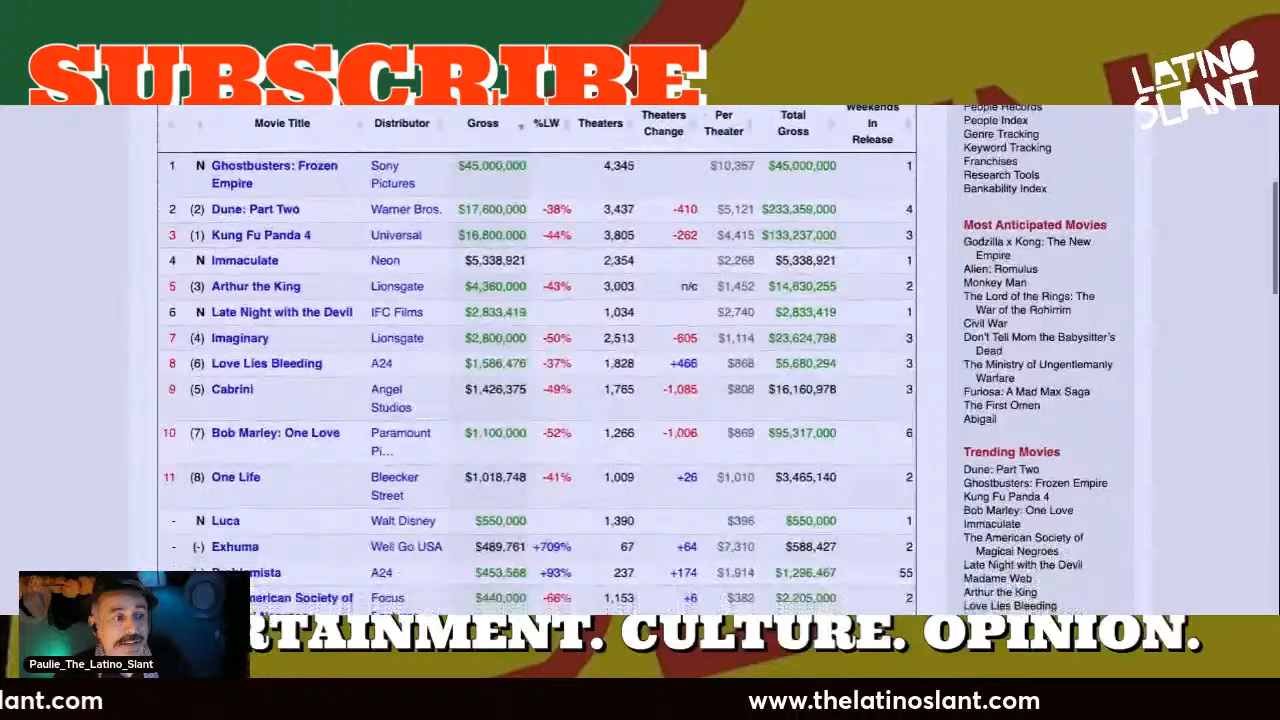 SUBSCRIBE
LATINO
SLANT
Movie Title Distributor Gross %LW Theaters Theaters Change Per Theater Total Gross Weekends In Release
1 N Ghostbusters: Frozen Empire Sony Pictures $45,000,000 4,345 $10,357 $45,000,000 1
2 (2) Dune: Part Two Warner Bros. $17,600,000 -38% 3,437 -410 $5,121 $233,359,000 4
3 (1) Kung Fu Panda 4 Universal $16,800,000 -44% 3,805 -262 $4,415 $133,237,000 3
4 N Immaculate Neon $5,338,921 2,354 $2,268 $5,338,921 1
5 (3) Arthur the King Lionsgate $4,360,000 -43% 3,003 n/c $1,452 $14,630,255 2
6 N Late Night with the Devil IFC Films $2,833,419 1,034 $2,740 $2,833,419 1
7 (4) Imaginary Lionsgate $2,800,000 -50% 2,513 -605 $1,114 $23,624,798 3
8 (6) Love Lies Bleeding A24 $1,586,476 -37% 1,828 +466 $868 $5,680,294 3
9 (5) Cabrini Angel Studios $1,426,375 -49% 1,765 -1,085 $808 $16,160,978 3
10 (7) Bob Marley: One Love Paramount Pi... $1,100,000 -52% 1,266 -1,006 $869 $95,317,000 6
11 (8) One Life Bleecker Street $1,018,748 -41% 1,009 +26 $1,010 $3,465,140 2
- N Luca Walt Disney $550,000 1,390 $396 $550,000 1
- (-) Exhuma Well Go USA $489,761 +709% 67 +64 $7,310 $588,427 2
A24 $453,568 +93% 237 +174 $1,914 $1,296,467 55
Society of Focus $440,000 -66% 1,153 +6 $382 $2,205,000 2
People Records
People Index
Genre Tracking
Keyword Tracking
Franchises
Research Tools
Bankability Index
Most Anticipated Movies
Godzilla x Kong: The New
Empire
Alien: Romulus
Monkey Man
The Lord of the Rings: The
War of the Rohirrim
Civil War
Don't Tell Mom the Babysitter's
Dead
The Ministry of Ungentlemanly
Warfare
Furiosa: A Mad Max Saga
The First Omen
Abigail
Trending Movies
Dune: Part Two
Ghostbusters: Frozen Empire
Kung Fu Panda 4
Bob Marley: One Love
Immaculate
The American Society of
Magical Negroes
Late Night with the Devil
Madame Web
Arthur the King
Love Lies Bleeding
Paulie_The_Latino_Slant
RTAINMENT. CULTURE. OPINION.
lant.com www.thelatinoslant.com